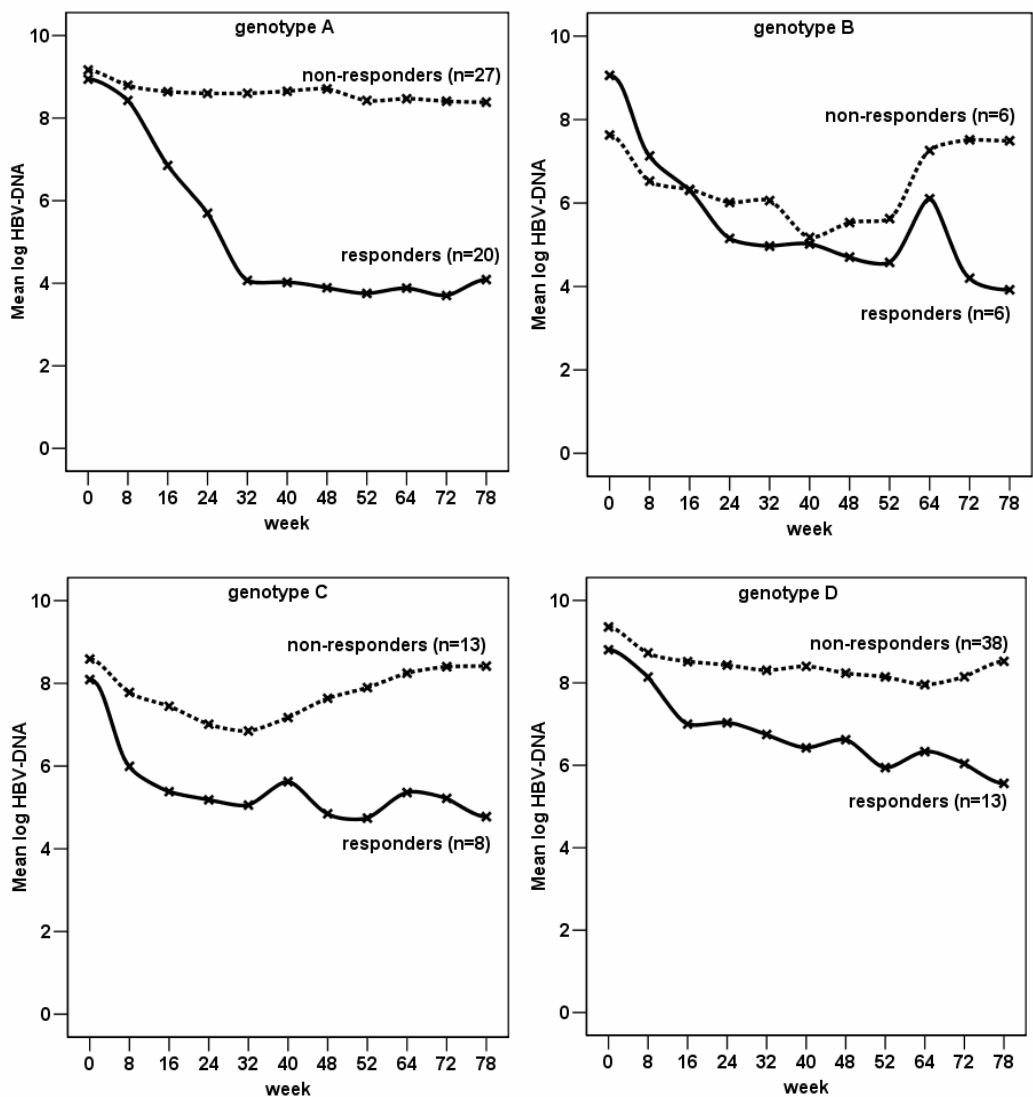 genotype A
Mean log HBV-DNA
10
8
6
4
2
0
non-responders (n=27)
responders (n=20)
0 8 16 24 32 40 48 52 64 72 78
week
genotype B
Mean log HBV-DNA
10
8
6
4
2
0
non-responders (n=6)
responders (n=6)
0 8 16 24 32 40 48 52 64 72 78
week
genotype C
Mean log HBV-DNA
10
8
6
4
2
0
non-responders (n=13)
responders (n=8)
0 8 16 24 32 40 48 52 64 72 78
week
genotype D
Mean log HBV-DNA
10
8
6
4
2
0
non-responders (n=38)
responders (n=13)
0 8 16 24 32 40 48 52 64 72 78
week